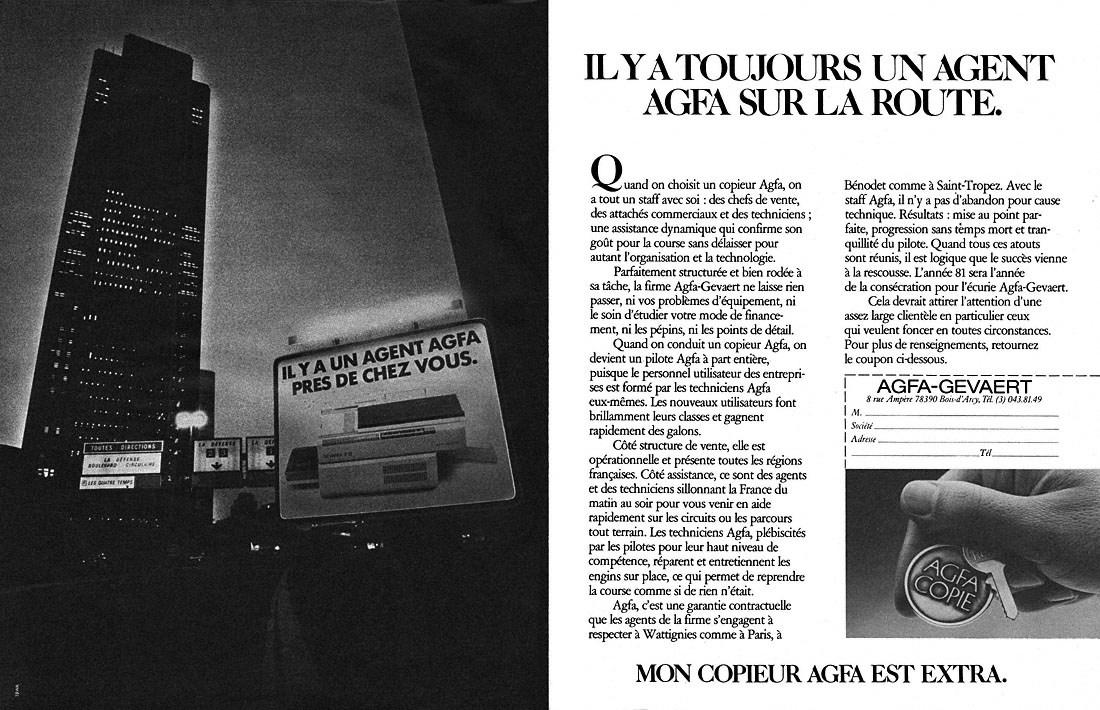 IL Y A UN AGENT AGFA
PRES DE CHEZ VOUS.
TOUTES DIRECTIONS
LA DÉFENSE
BOULEVARD CIRCULAIRE
LES QUATRE TEMPS
LA DÉFENSE
IL Y A TOUJOURS UN AGENT
AGFA SUR LA ROUTE.
Quand on choisit un copieur Agfa, on
a tout un staff avec soi : des chefs de vente,
des attachés commerciaux et des techniciens ;
une assistance dynamique qui confirme son
goût pour la course sans délaisser pour
autant l'organisation et la technologie.
Parfaitement structurée et bien rodée à
sa tâche, la firme Agfa-Gevaert ne laisse rien
passer, ni vos problèmes d'équipement, ni
le soin d'étudier votre mode de finance-
ment, ni les pépins, ni les points de détail.
Quand on conduit un copieur Agfa, on
devient un pilote Agfa à part entière,
puisque le personnel utilisateur des entrepri-
ses est formé par les techniciens Agfa
eux-mêmes. Les nouveaux utilisateurs font
brillamment leurs classes et gagnent
rapidement des galons.
Côté structure de vente, elle est
opérationnelle et présente toutes les régions
françaises. Côté assistance, ce sont des agents
et des techniciens sillonnant la France du
matin au soir pour vous venir en aide
rapidement sur les circuits ou les parcours
tout terrain. Les techniciens Agfa, plébiscités
par les pilotes pour leur haut niveau de
compétence, réparent et entretiennent les
engins sur place, ce qui permet de reprendre
la course comme si de rien n'était.
Agfa, c'est une garantie contractuelle
que les agents de la firme s'engagent à
respecter à Wattignies comme à Paris, à
Bénodet comme à Saint-Tropez. Avec le
staff Agfa, il n'y a pas d'abandon pour cause
technique. Résultats : mise au point par-
faite, progression sans tèmps mort et tran-
quillité du pilote. Quand tous ces atouts
sont réunis, il est logique que le succès vienne
à la rescousse. L'année 81 sera l'année
de la consécration pour l'écurie Agfa-Gevaert.
Cela devrait attirer l'attention d'une
assez large clientèle en particulier ceux
qui veulent foncer en toutes circonstances.
Pour plus de renseignements, retournez
le coupon ci-dessous.
AGFA-GEVAERT
8 rue Ampère 78390 Bois-d'Arcy, Tél. (3) 043.81.49
M.
Société
Adresse
Tél
AGFA
COPIE
MON COPIEUR AGFA EST EXTRA.